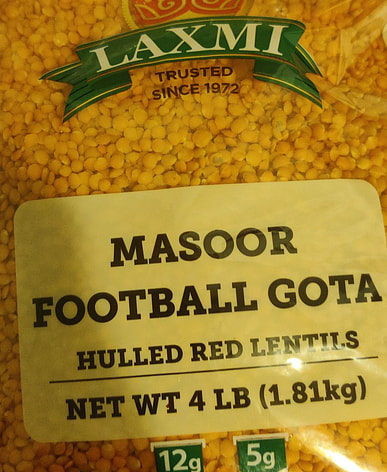 LAXMI
TRUSTED
SINCE 1972
MASOOR
FOOTBALL GOTA
HULLED RED LENTILS
NET WT 4 LB (1.81kg)
12g 5g